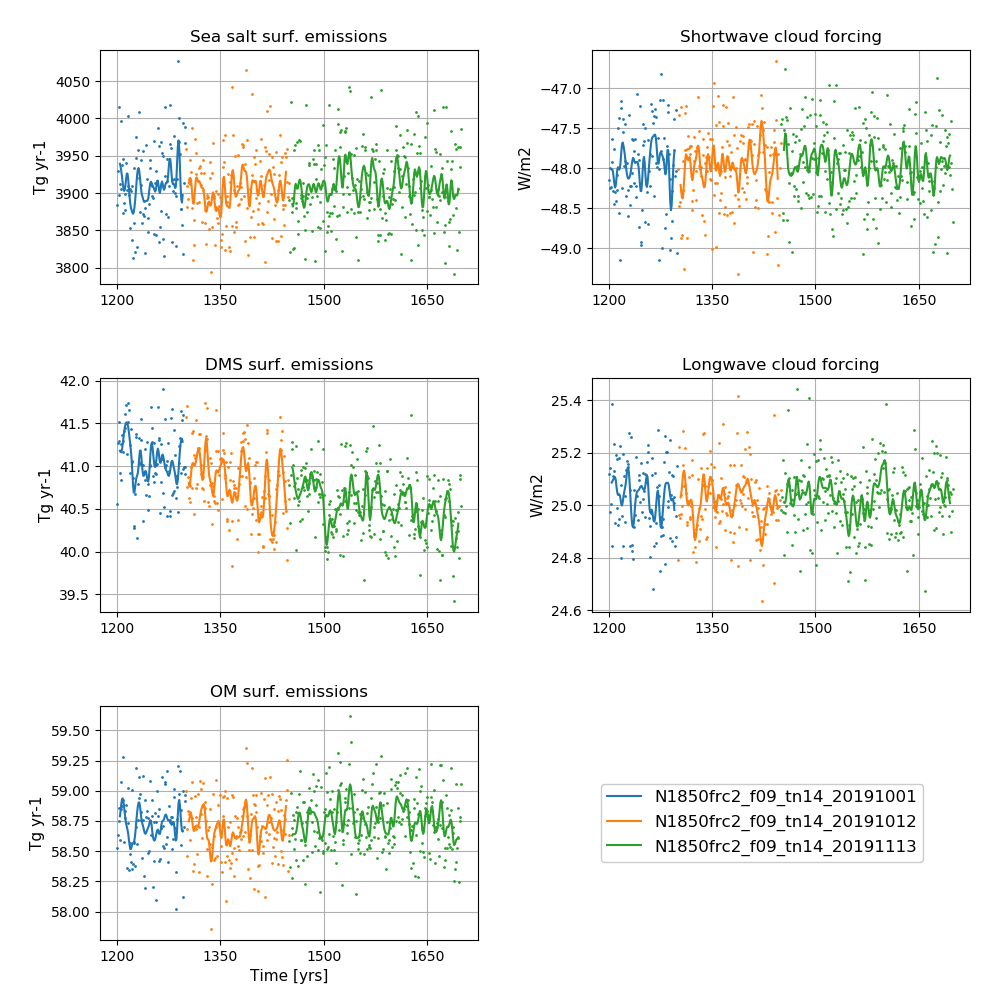 Sea salt surf. emissions
Tg yr-1
4050
4000
3950
3900
3850
3800
1200 1350 1500 1650
Shortwave cloud forcing
W/m2
−47.0
−47.5
−48.0
−48.5
−49.0
1200 1350 1500 1650
DMS surf. emissions
Tg yr-1
42.0
41.5
41.0
40.5
40.0
39.5
1200 1350 1500 1650
Longwave cloud forcing
W/m2
25.4
25.2
25.0
24.8
24.6
1200 1350 1500 1650
OM surf. emissions
Tg yr-1
59.50
59.25
59.00
58.75
58.50
58.25
58.00
1200 1350 1500 1650
Time [yrs]
N1850frc2_f09_tn14_20191001
N1850frc2_f09_tn14_20191012
N1850frc2_f09_tn14_20191113